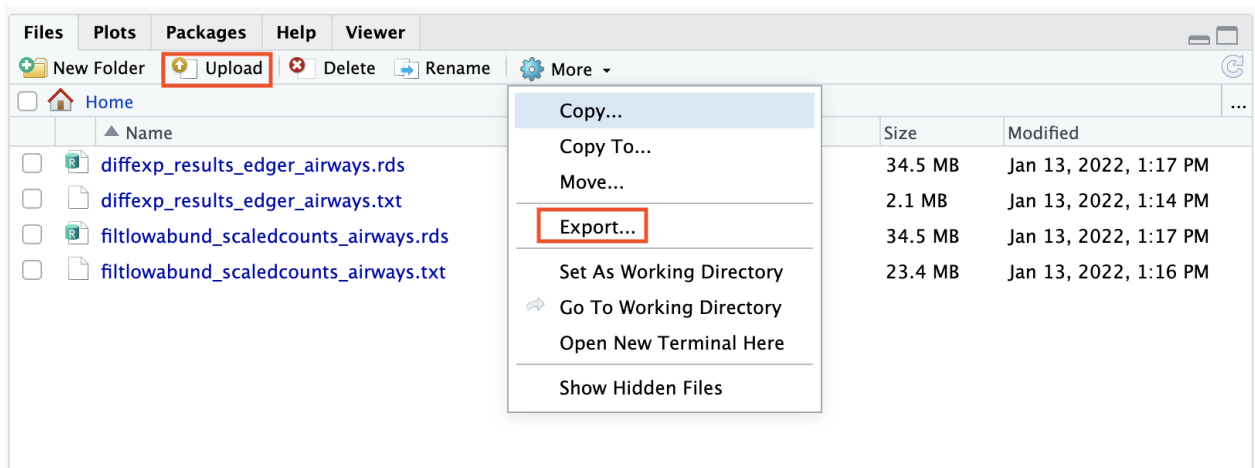 Files Plots Packages Help Viewer
New Folder Upload Delete Rename More
Home ...
Name Size Modified
diffexp_results_edger_airways.rds 34.5 MB Jan 13, 2022, 1:17 PM
diffexp_results_edger_airways.txt 2.1 MB Jan 13, 2022, 1:14 PM
filtlowabund_scaledcounts_airways.rds 34.5 MB Jan 13, 2022, 1:17 PM
filtlowabund_scaledcounts_airways.txt 23.4 MB Jan 13, 2022, 1:16 PM
Copy...
Copy To...
Move...
Export...
Set As Working Directory
Go To Working Directory
Open New Terminal Here
Show Hidden Files